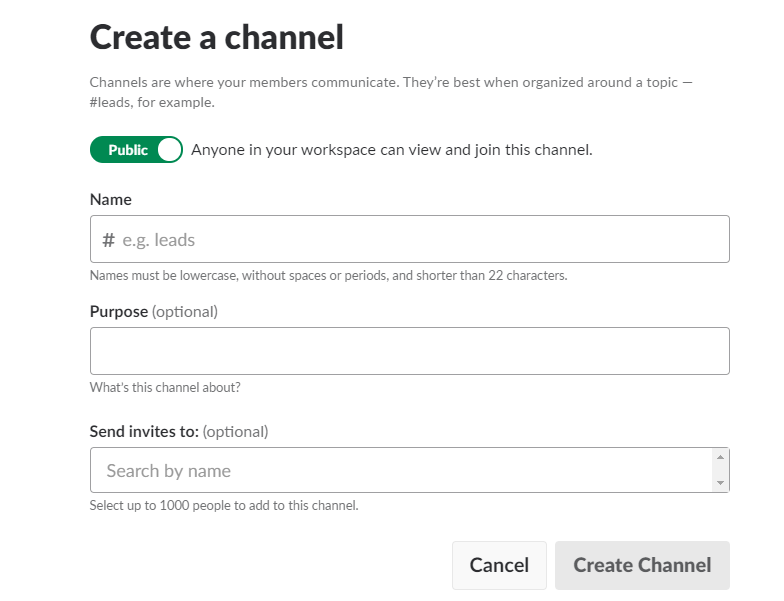 Create a channel
Channels are where your members communicate. They're best when organized around a topic —
#leads, for example.
Public Anyone in your workspace can view and join this channel.
Name
# e.g. leads
Names must be lowercase, without spaces or periods, and shorter than 22 characters.
Purpose (optional)
What's this channel about?
Send invites to: (optional)
Search by name
Select up to 1000 people to add to this channel.
Cancel Create Channel